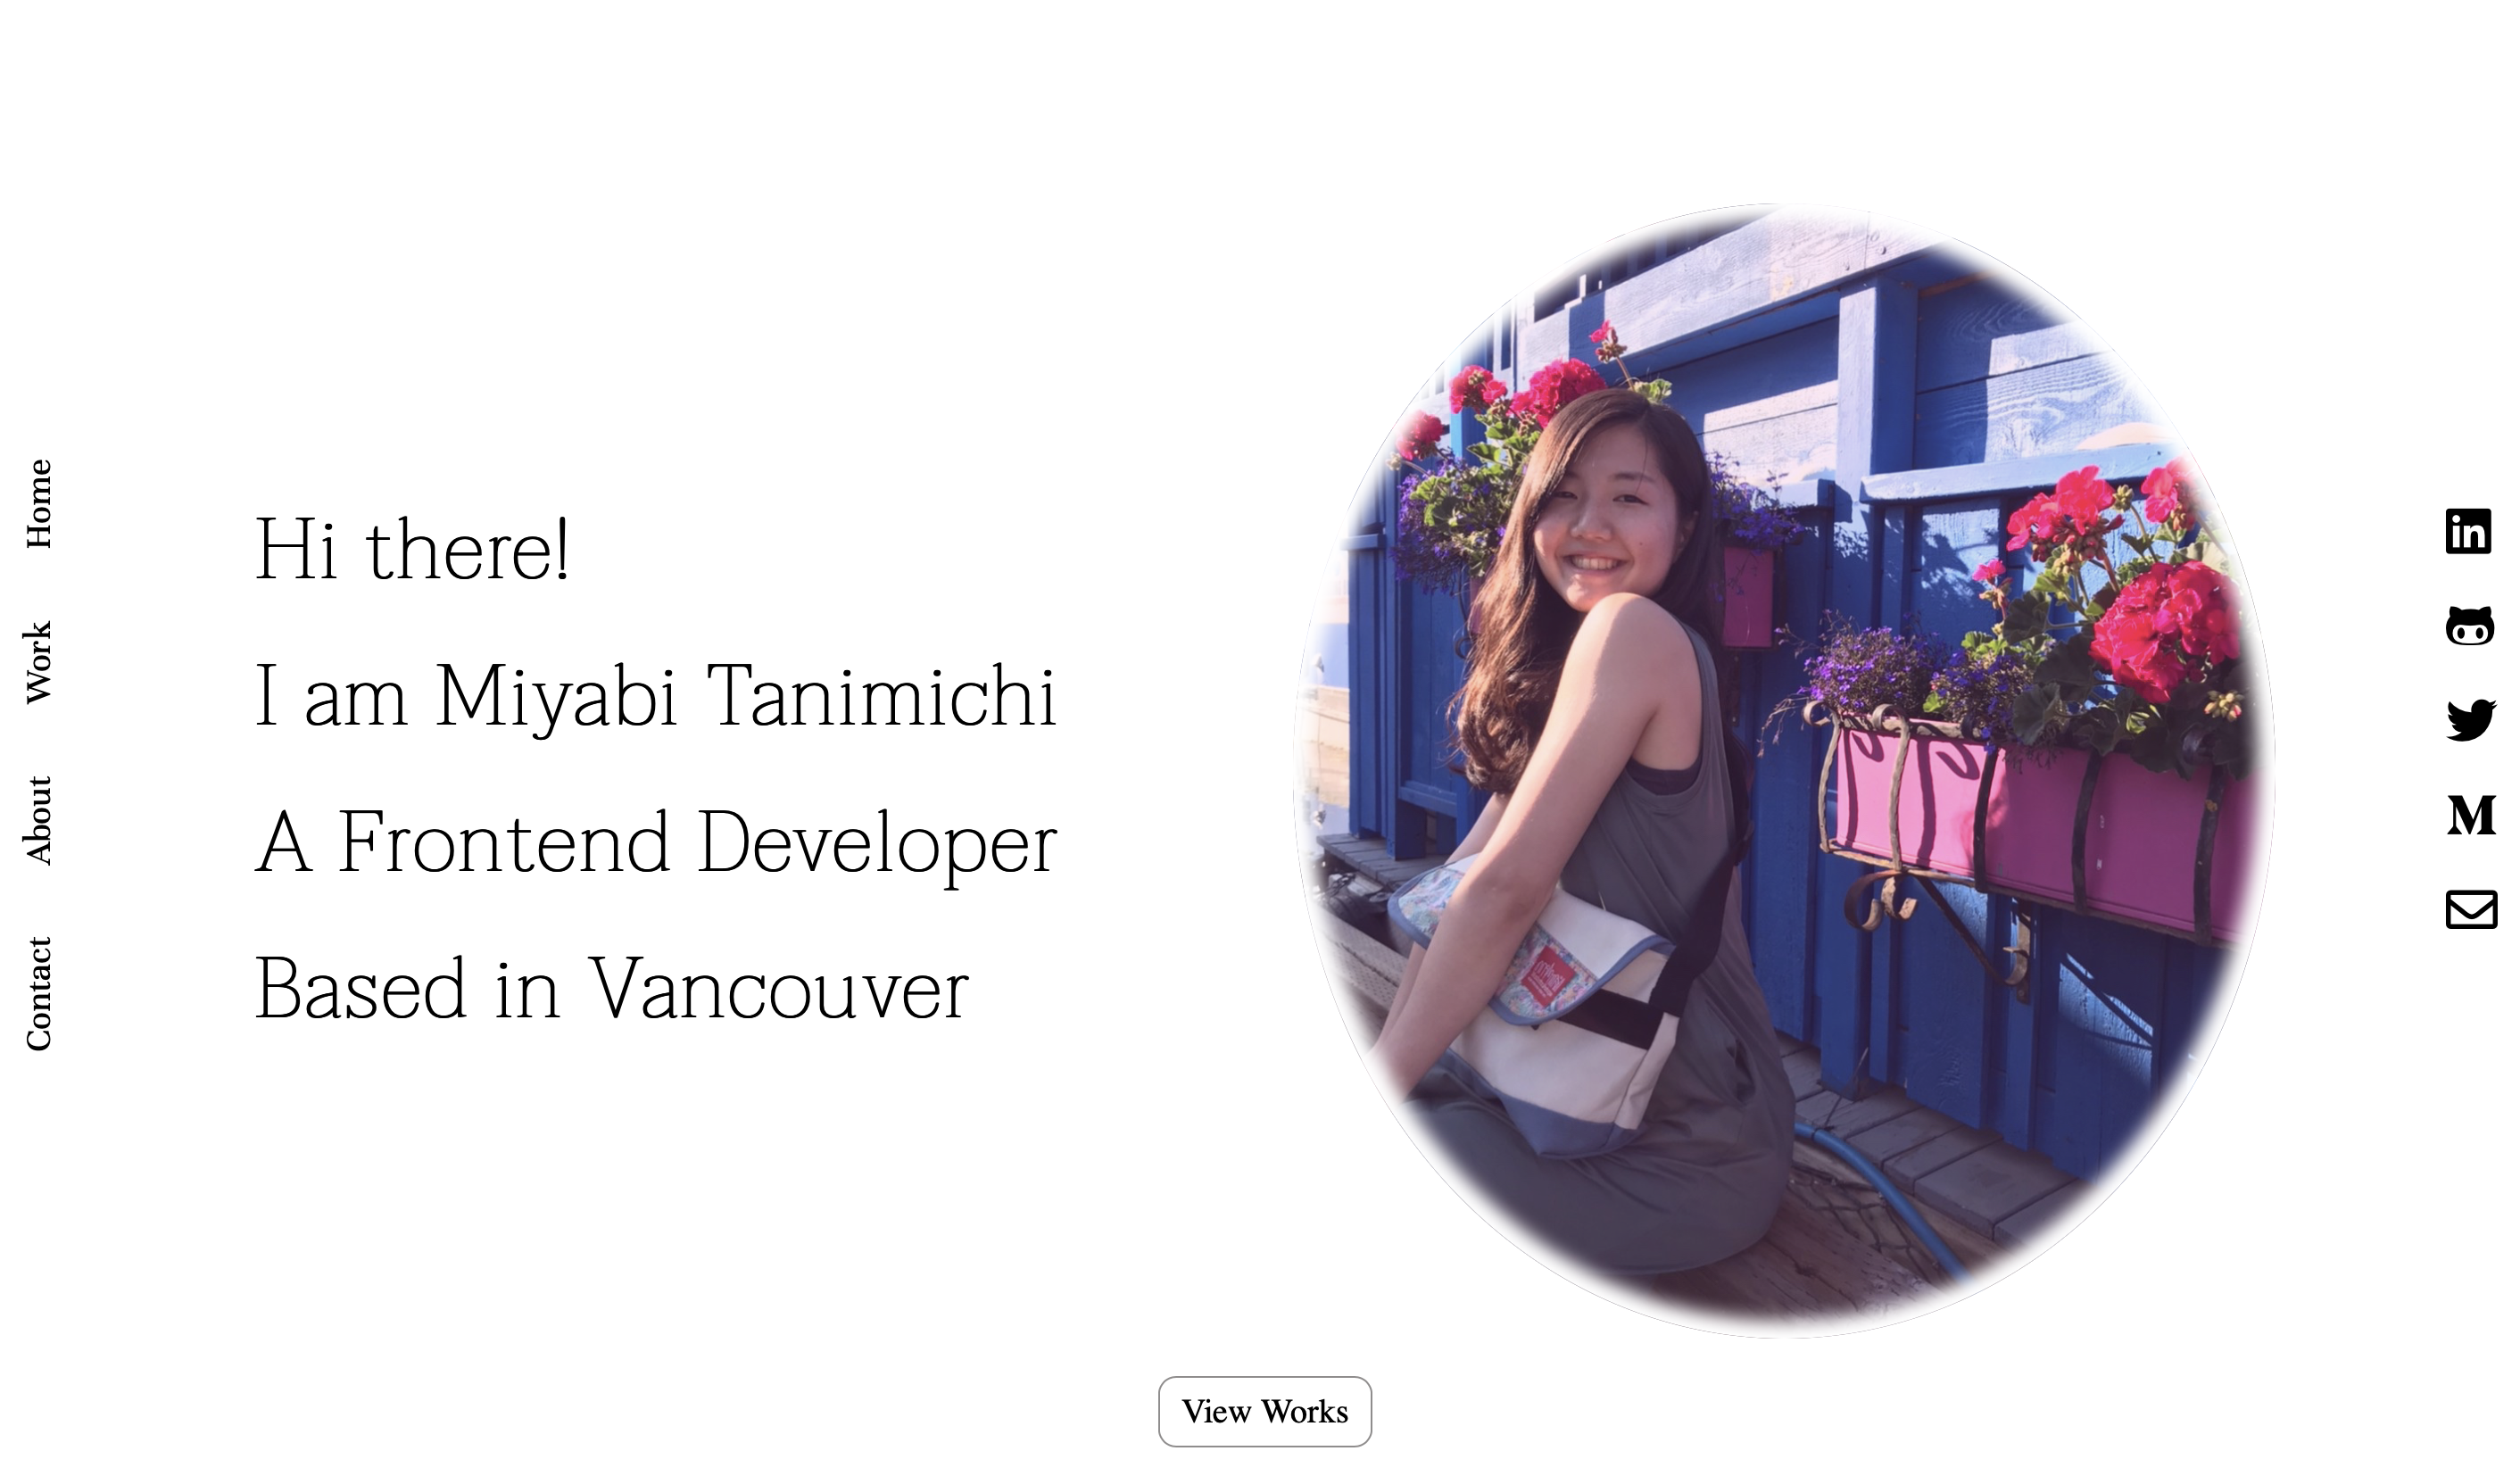 Home
Work
About
Contact
Hi there!
I am Miyabi Tanimichi
A Frontend Developer
Based in Vancouver
View Works